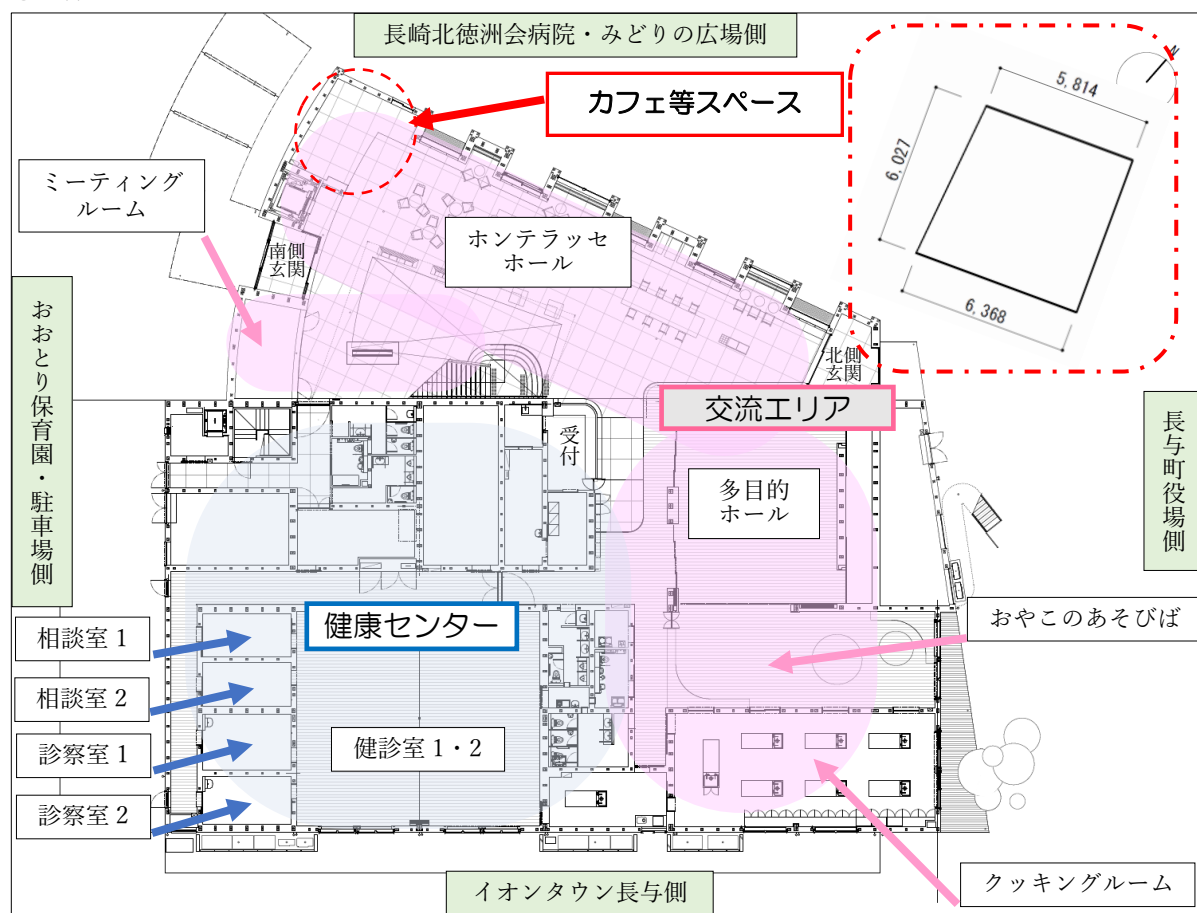 長崎北徳洲会病院・みどりの広場側
カフェ等スペース
N
5,814
6,027
6,368
ミーティング
ルーム
ホンテラッセ
ホール
南側
玄関
北側
玄関
おおとり保育園・駐車場側
交流エリア
受付
多目的
ホール
長与町役場側
健康センター
おやこのあそびば
相談室 1
相談室 2
診察室 1
診察室 2
健診室 1・2
クッキングルーム
イオンタウン長与側